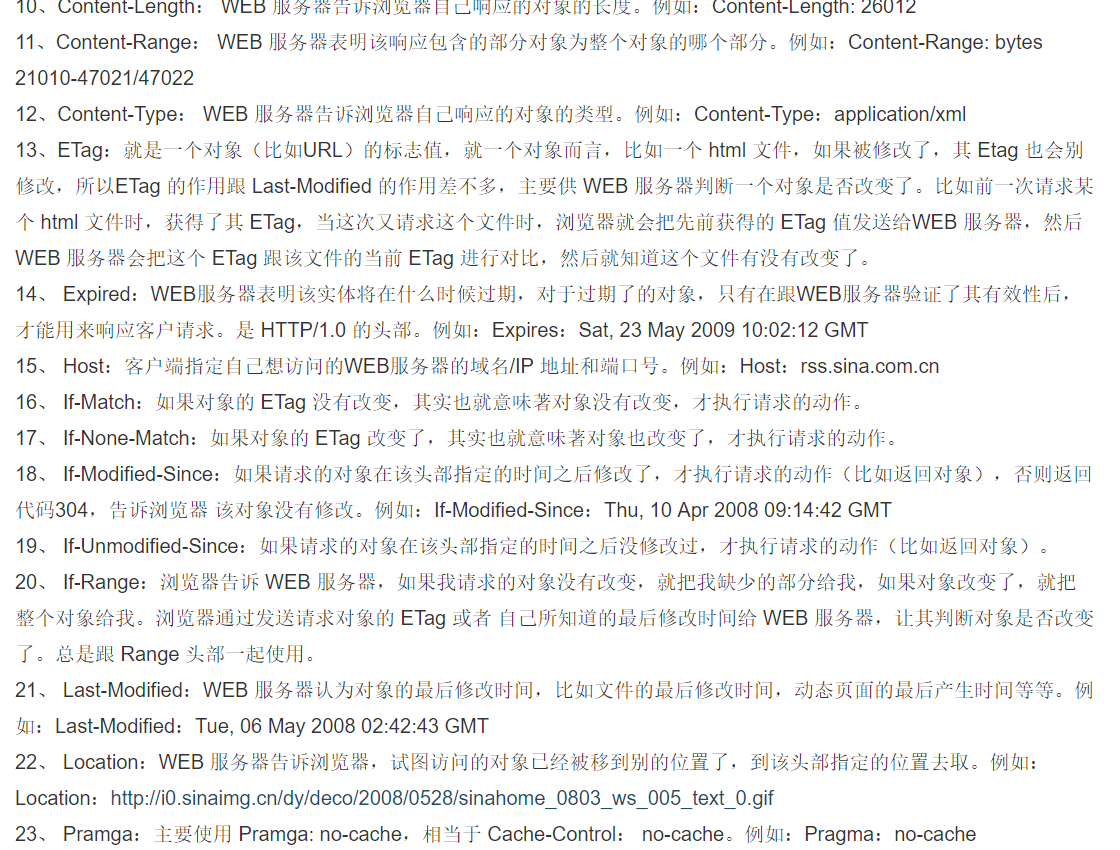 10、Content-Length： WEB 服务器告诉浏览器自己响应的对象的长度。例如：Content-Length: 26012
11、Content-Range： WEB 服务器表明该响应包含的部分对象为整个对象的哪个部分。例如：Content-Range: bytes
21010-47021/47022
12、Content-Type： WEB 服务器告诉浏览器自己响应的对象的类型。例如：Content-Type：application/xml
13、ETag：就是一个对象（比如URL）的标志值，就一个对象而言，比如一个 html 文件，如果被修改了，其 Etag 也会别
修改，所以ETag 的作用跟 Last-Modified 的作用差不多，主要供 WEB 服务器判断一个对象是否改变了。比如前一次请求某
个 html 文件时，获得了其 ETag，当这次又请求这个文件时，浏览器就会把先前获得的 ETag 值发送给WEB 服务器，然后
WEB 服务器会把这个 ETag 跟该文件的当前 ETag 进行对比，然后就知道这个文件有没有改变了。
14、 Expired：WEB服务器表明该实体将在什么时候过期，对于过期了的对象，只有在跟WEB服务器验证了其有效性后，
才能用来响应客户请求。是 HTTP/1.0 的头部。例如：Expires：Sat, 23 May 2009 10:02:12 GMT
15、 Host：客户端指定自己想访问的WEB服务器的域名/IP 地址和端口号。例如：Host：rss.sina.com.cn
16、 If-Match：如果对象的 ETag 没有改变，其实也就意味著对象没有改变，才执行请求的动作。
17、 If-None-Match：如果对象的 ETag 改变了，其实也就意味著对象也改变了，才执行请求的动作。
18、 If-Modified-Since：如果请求的对象在该头部指定的时间之后修改了，才执行请求的动作（比如返回对象），否则返回
代码304，告诉浏览器 该对象没有修改。例如：If-Modified-Since：Thu, 10 Apr 2008 09:14:42 GMT
19、 If-Unmodified-Since：如果请求的对象在该头部指定的时间之后没修改过，才执行请求的动作（比如返回对象）。
20、 If-Range：浏览器告诉 WEB 服务器，如果我请求的对象没有改变，就把我缺少的部分给我，如果对象改变了，就把
整个对象给我。浏览器通过发送请求对象的 ETag 或者 自己所知道的最后修改时间给 WEB 服务器，让其判断对象是否改变
了。总是跟 Range 头部一起使用。
21、 Last-Modified：WEB 服务器认为对象的最后修改时间，比如文件的最后修改时间，动态页面的最后产生时间等等。例
如：Last-Modified：Tue, 06 May 2008 02:42:43 GMT
22、 Location：WEB 服务器告诉浏览器，试图访问的对象已经被移到别的位置了，到该头部指定的位置去取。例如：
Location：http://i0.sinaimg.cn/dy/deco/2008/0528/sinahome_0803_ws_005_text_0.gif
23、 Pramga：主要使用 Pramga: no-cache，相当于 Cache-Control： no-cache。例如：Pragma：no-cache